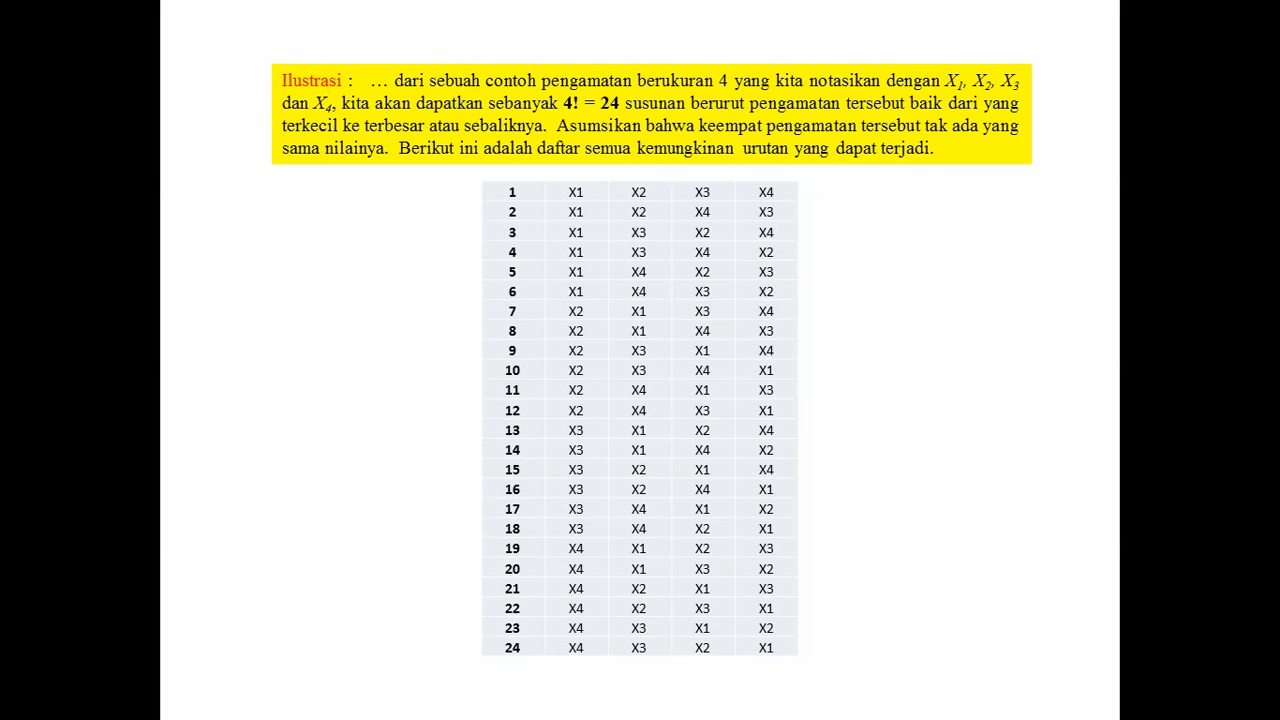 Ilustrasi : … dari sebuah contoh pengamatan berukuran 4 yang kita notasikan dengan X1, X2, X3
dan X4, kita akan dapatkan sebanyak 4! = 24 susunan berurut pengamatan tersebut baik dari yang
terkecil ke terbesar atau sebaliknya. Asumsikan bahwa keempat pengamatan tersebut tak ada yang
sama nilainya. Berikut ini adalah daftar semua kemungkinan urutan yang dapat terjadi.
1 X1 X2 X3 X4
2 X1 X2 X4 X3
3 X1 X3 X2 X4
4 X1 X3 X4 X2
5 X1 X4 X2 X3
6 X1 X4 X3 X2
7 X2 X1 X3 X4
8 X2 X1 X4 X3
9 X2 X3 X1 X4
10 X2 X3 X4 X1
11 X2 X4 X1 X3
12 X2 X4 X3 X1
13 X3 X1 X2 X4
14 X3 X1 X4 X2
15 X3 X2 X1 X4
16 X3 X2 X4 X1
17 X3 X4 X1 X2
18 X3 X4 X2 X1
19 X4 X1 X2 X3
20 X4 X1 X3 X2
21 X4 X2 X1 X3
22 X4 X2 X3 X1
23 X4 X3 X1 X2
24 X4 X3 X2 X1